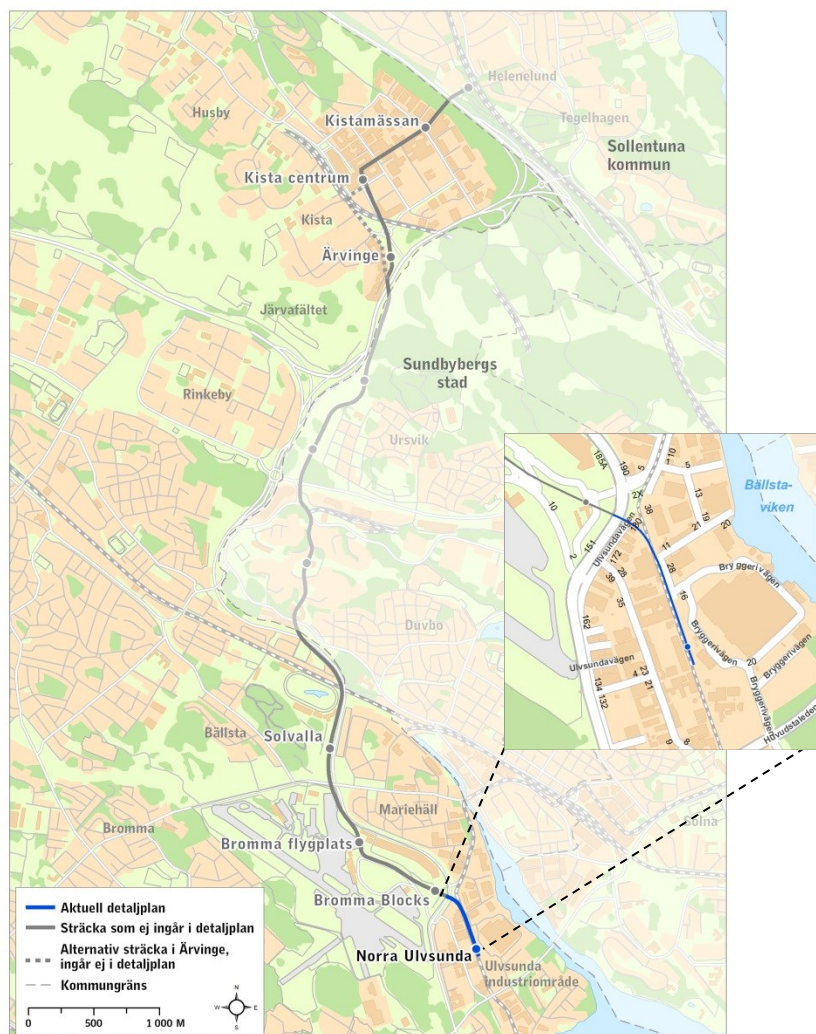 Helenelund
Husby
Kistamässan
Tegelhagen
Sollentuna
kommun
Kista centrum
Kista
Ärvinge
Järvafältet
Sundbybergs
stad
Rinkeby
Ursvik
185A
190
5
10
5
2X
13
Bällsta-
viken
10
38
19
20
160
21
Ulvsundavägen
151
2
172
11
28
39
28
Bryggerivägen
16
35
162
Bryggerivägen
Ulvsundavägen
20
Bryggerivägen
134
4
23
132
21
Bryggerivägen
Huvudstaleden
9
8
Duvbo
Bällsta
Solvalla
Mariehäll
Bromma
Solna
Bromma flygplats
Bromma Blocks
Norra Ulvsunda
Ulvsunda
industriområde
Aktuell detaljplan
Sträcka som ej ingår i detaljplan
Alternativ sträcka i Ärvinge,
ingår ej i detaljplan
Kommungräns
N
W E
S
0 500 1 000 M